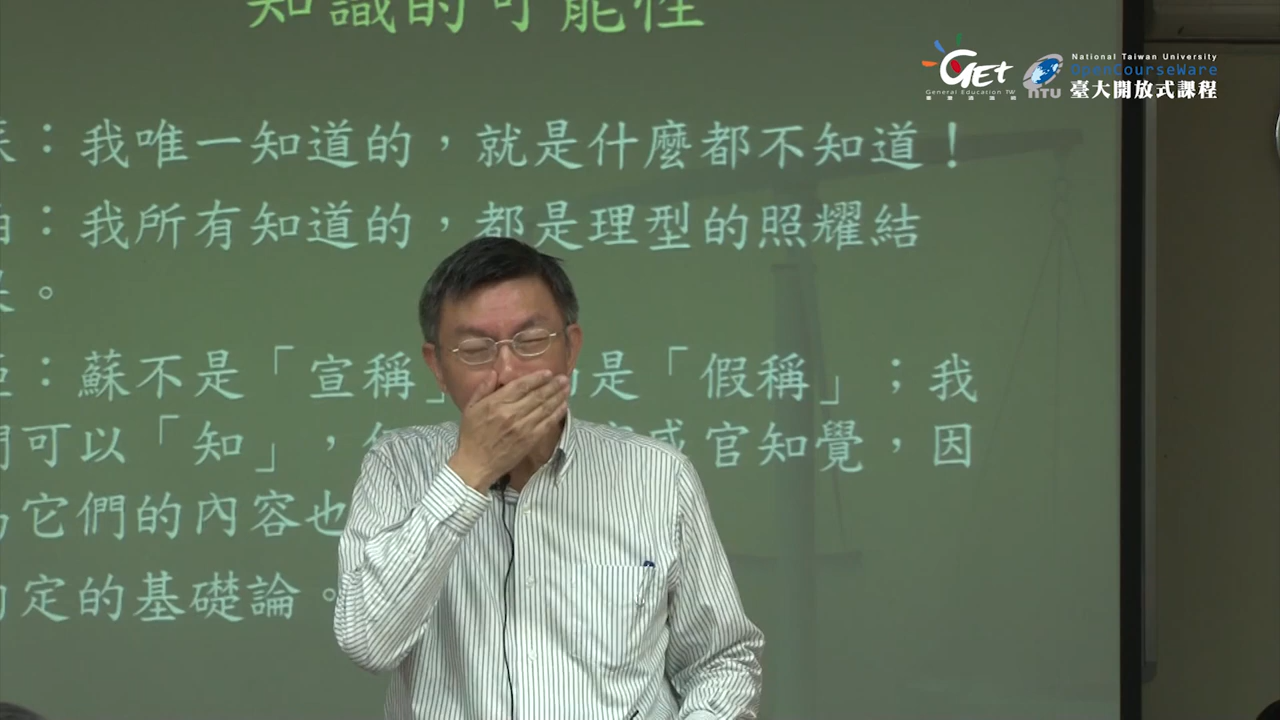 知識的可能性
National Taiwan University
OpenCourseWare
GET
General Education TW
NTU
臺大開放式課程
：我唯一知道的，就是什麼都不知道！
：我所有知道的，都是理型的照耀結
。
：蘇不是「宣稱」 是「假稱」；我
可以「知」， 感官知覺，因
它們的內容也
定的基礎論。